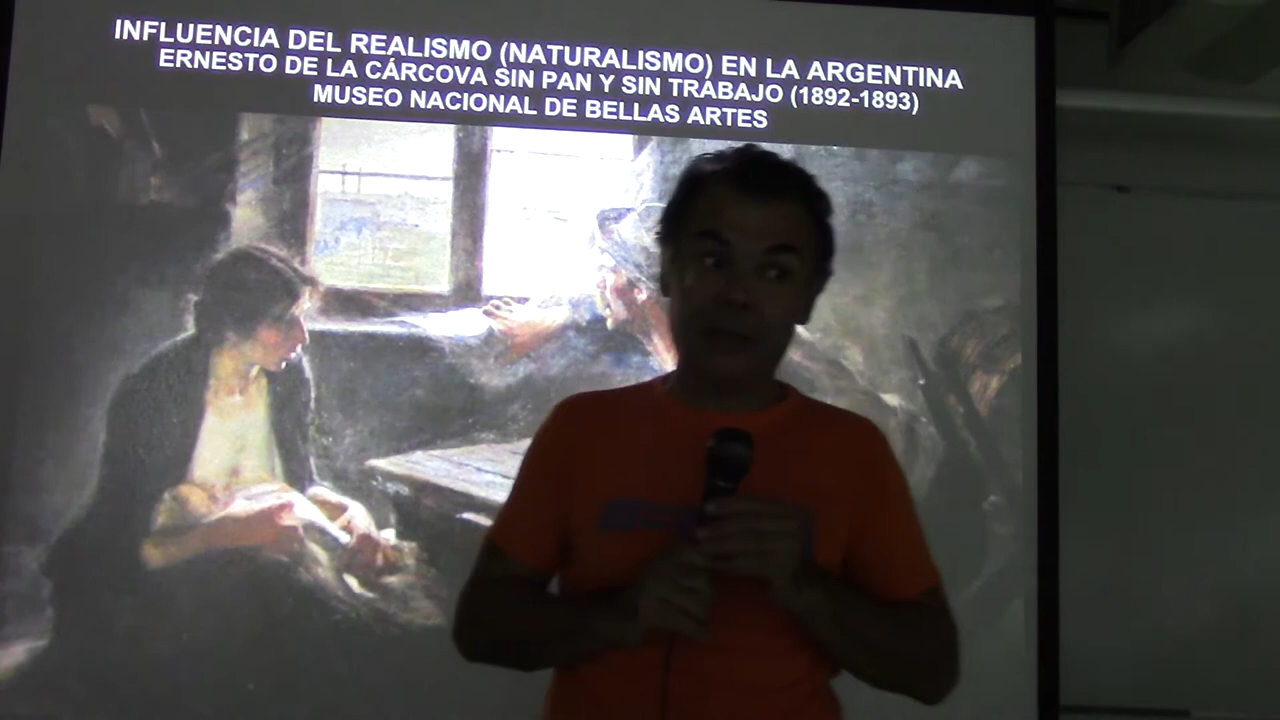 INFLUENCIA DEL REALISMO (NATURALISMO) EN LA ARGENTINA
ERNESTO DE LA CÁRCOVA SIN PAN Y SIN TRABAJO (1892-1893)
MUSEO NACIONAL DE BELLAS ARTES